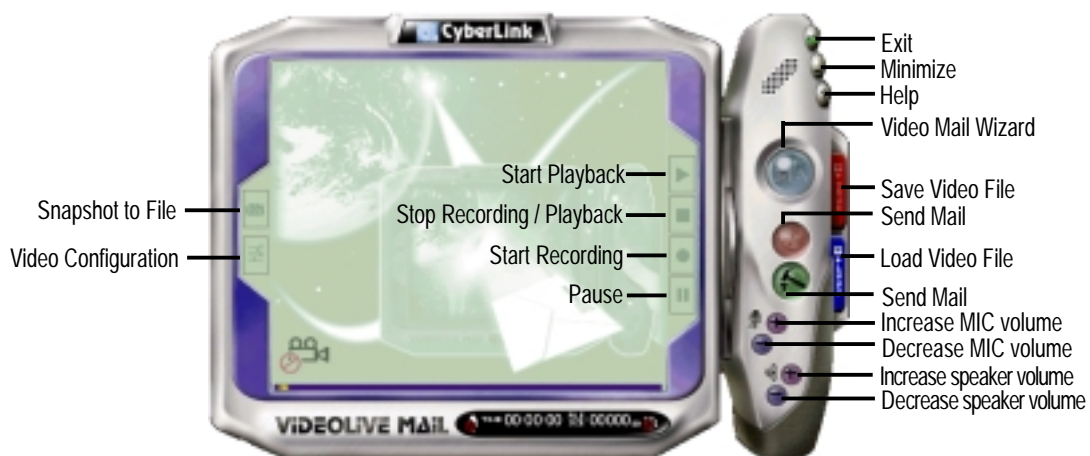 CyberLink
Exit
Minimize
Help
Video Mail Wizard
Start Playback
Save Video File
Snapshot to File
Stop Recording / Playback
Send Mail
Video Configuration
Start Recording
Load Video File
Pause
Send Mail
Increase MIC volume
Decrease MIC volume
Increase speaker volume
Decrease speaker volume
VIDEOLIVE MAIL 00:00:00 00000